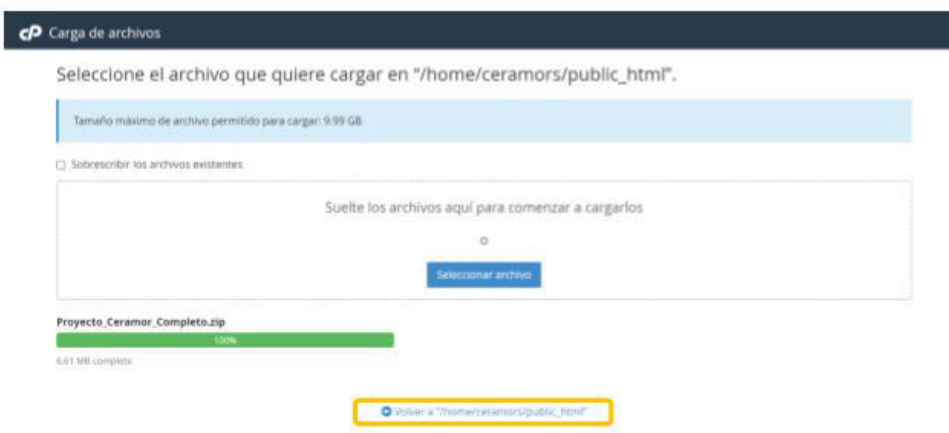 cP Carga de archivos
Seleccione el archivo que quiere cargar en "/home/ceramors/public_html".
Tamaño máximo de archivo permitido para cargar: 9.99 GB
Sobrescribir los archivos existentes
Suelte los archivos aquí para comenzar a cargarlos
o
Seleccionar archivo
Proyecto_Ceramor_Completo.zip
100%
6.61 MB complete
Volver a "/home/ceramors/public_html"